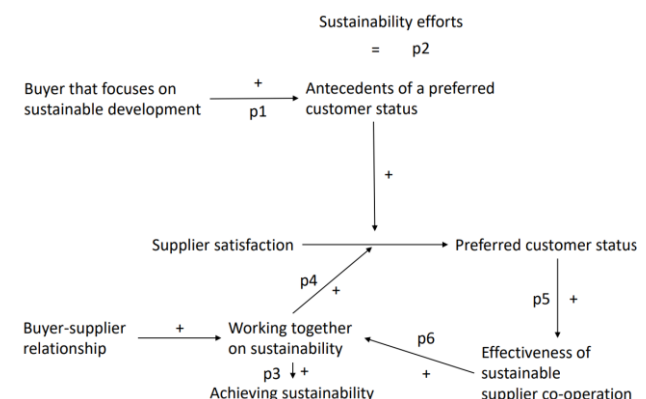 Sustainability efforts
= p2
Buyer that focuses on
sustainable development
+
p1
Antecedents of a preferred
customer status
+
Supplier satisfaction
Preferred customer status
p4
+
p5
+
Buyer-supplier
relationship
+
Working together
on sustainability
p6
+
Effectiveness of
sustainable
supplier co-operation
p3
+
Achieving sustainability